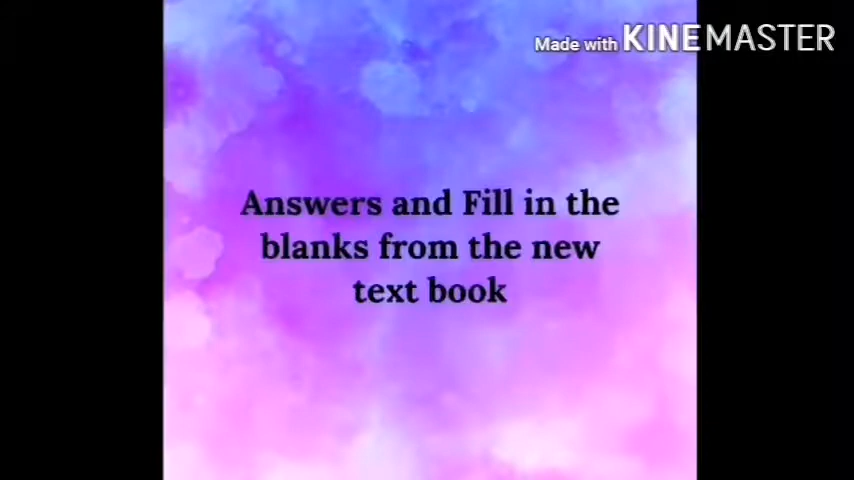 Made with KINEMASTER
Answers and Fill in the
blanks from the new
text book